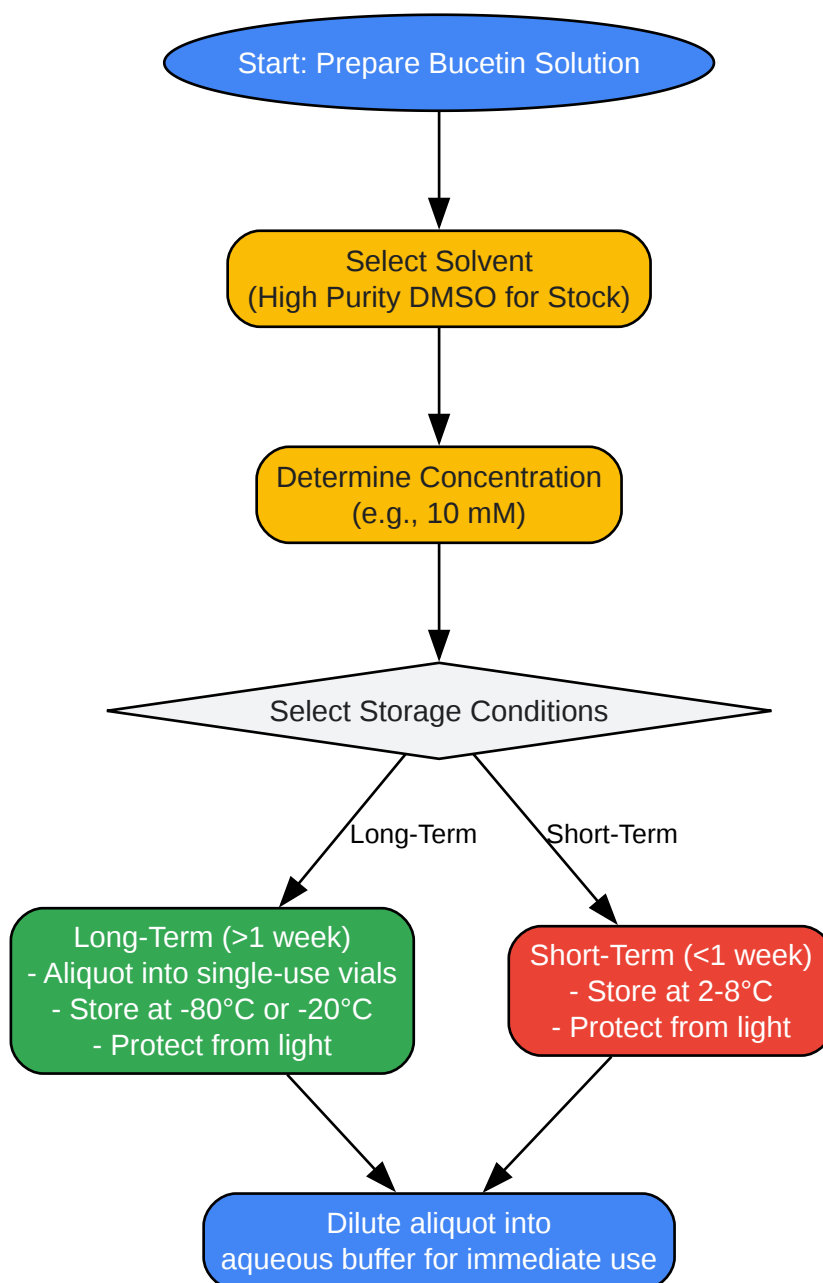 Start: Prepare Bucetin Solution
Select Solvent
(High Purity DMSO for Stock)
Determine Concentration
(e.g., 10 mM)
Select Storage Conditions
Long-Term
Short-Term
Long-Term (>1 week)
- Aliquot into single-use vials
- Store at -80°C or -20°C
- Protect from light
Short-Term (<1 week)
- Store at 2-8°C
- Protect from light
Dilute aliquot into
aqueous buffer for immediate use